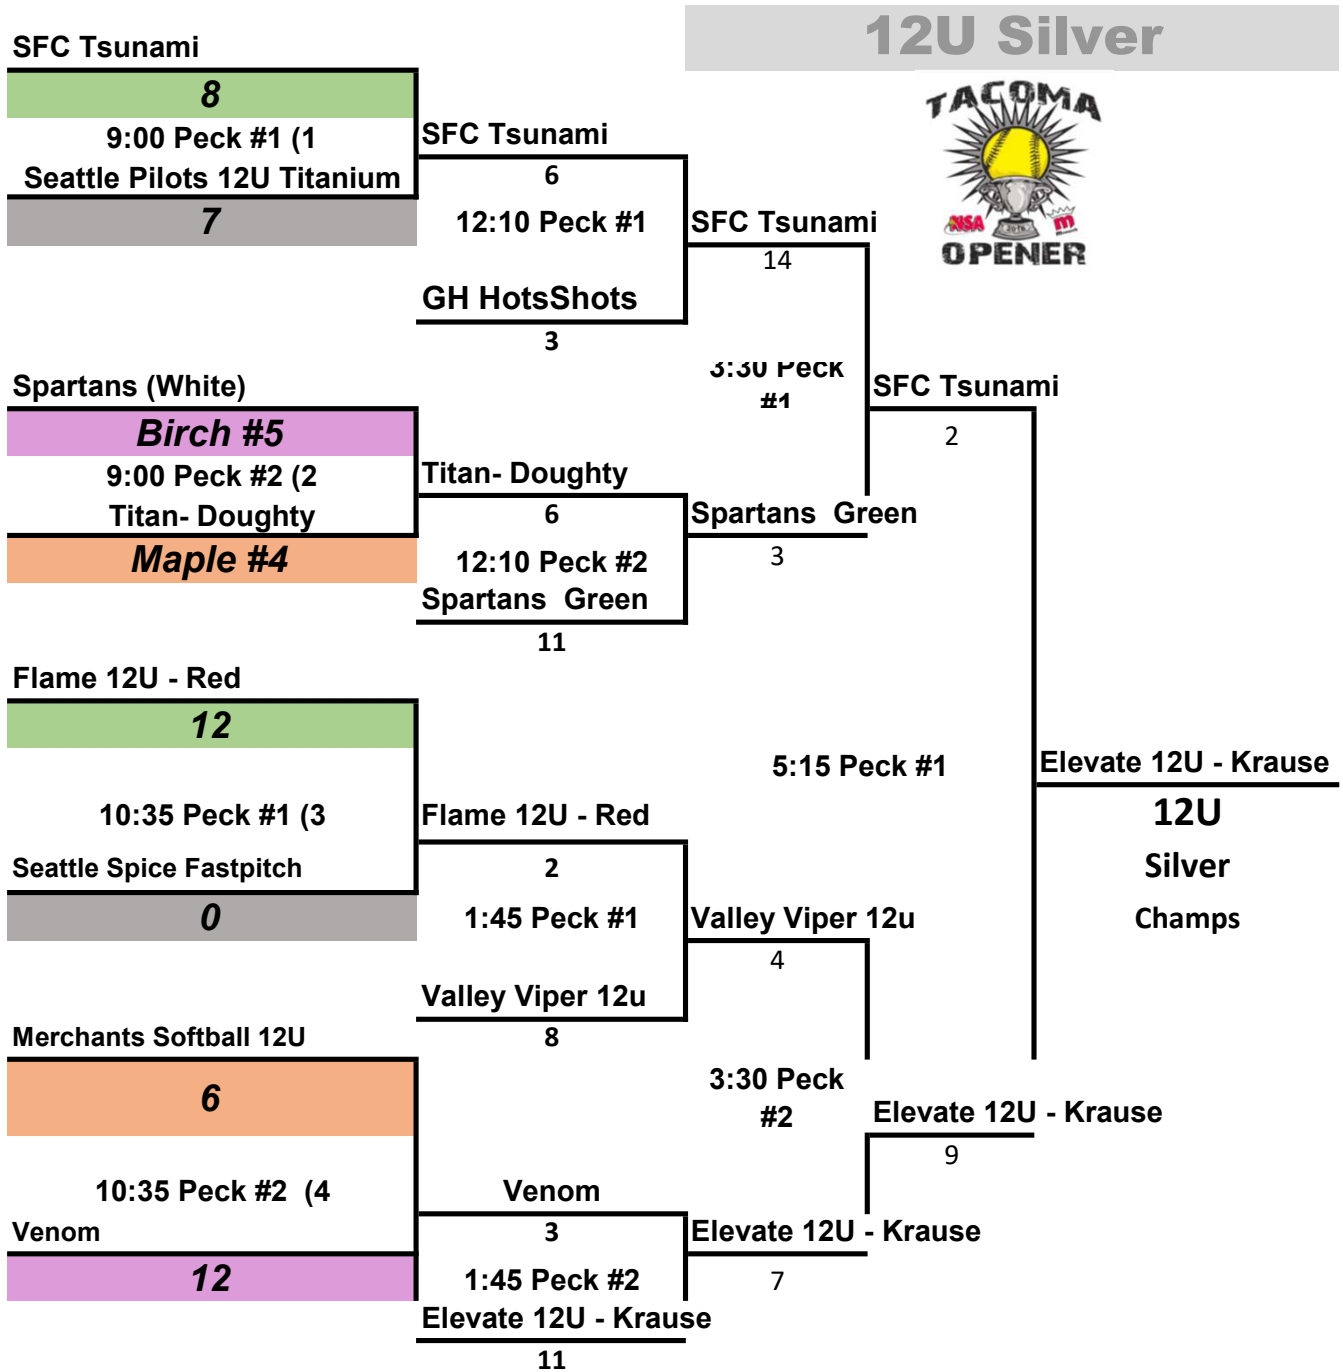 12U Silver
SFC Tsunami
8
9:00 Peck #1 (1
Seattle Pilots 12U Titanium
7
SFC Tsunami
6
12:10 Peck #1
GH HotsShots
3
SFC Tsunami
14
TACOMA
NSA
2016
m
OPENER
Spartans (White)
Birch #5
9:00 Peck #2 (2
Titan- Doughty
Maple #4
Titan- Doughty
6
12:10 Peck #2
Spartans  Green
11
3:30 Peck
#1
Spartans  Green
3
SFC Tsunami
2
Flame 12U - Red
12
10:35 Peck #1 (3
Seattle Spice Fastpitch
0
Flame 12U - Red
2
1:45 Peck #1
Valley Viper 12u
8
Valley Viper 12u
4
5:15 Peck #1
Elevate 12U - Krause
12U
Silver
Champs
Merchants Softball 12U
6
10:35 Peck #2  (4
Venom
12
Venom
3
1:45 Peck #2
Elevate 12U - Krause
11
3:30 Peck
#2
Elevate 12U - Krause
7
Elevate 12U - Krause
9